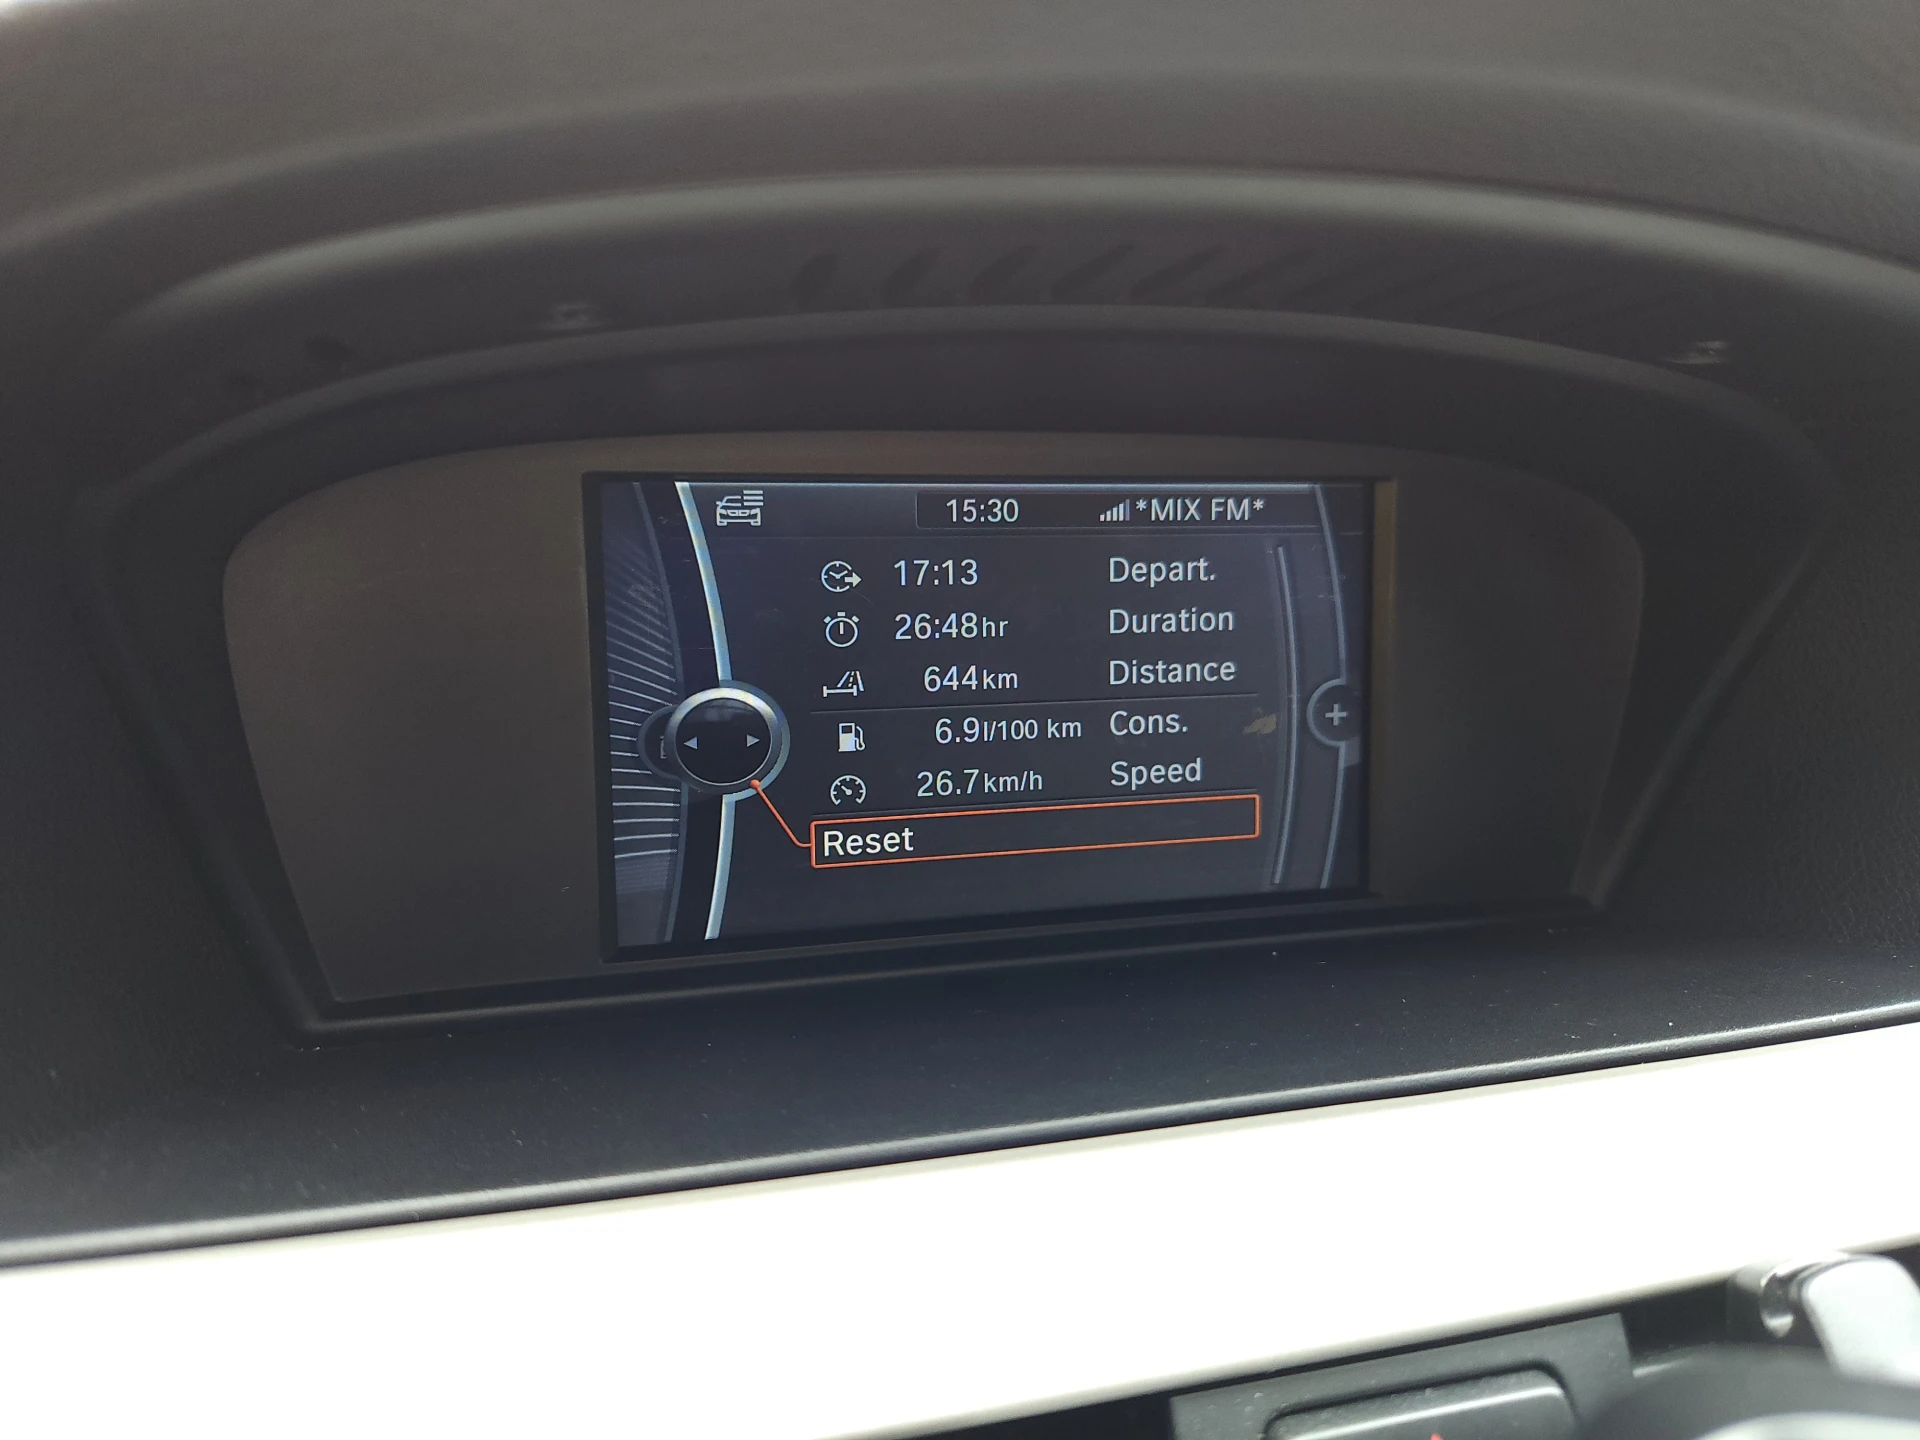 15:30 *MIX FM*
17:13 Depart.
26:48hr Duration
644km Distance
6.9l/100 km Cons.
26.7km/h Speed
Reset